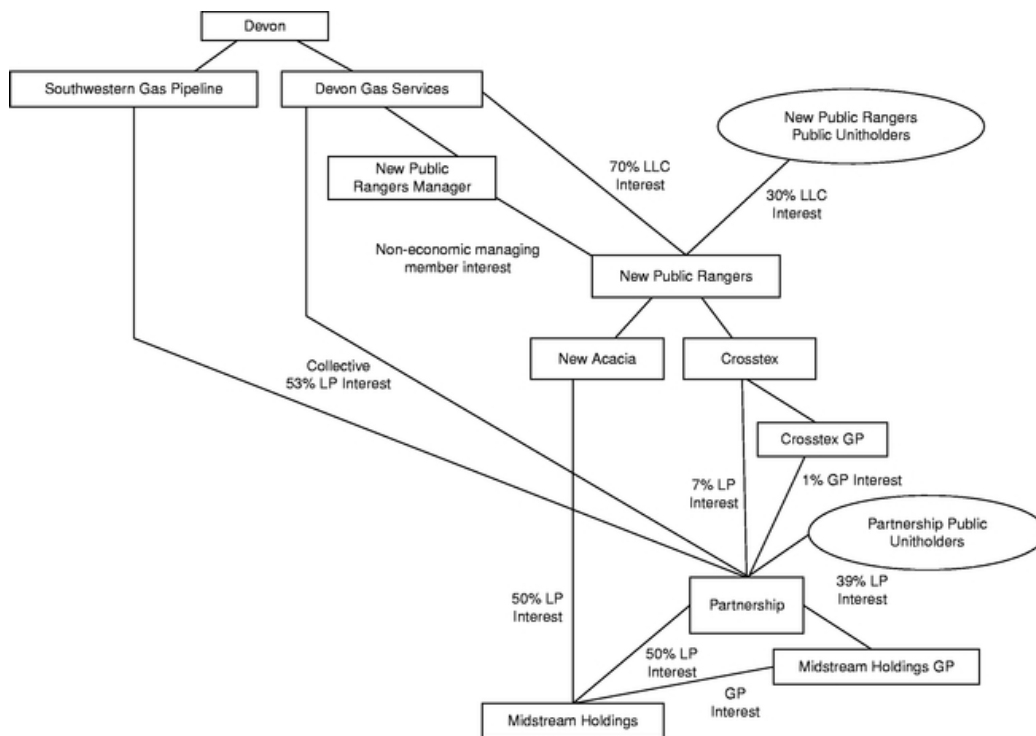 Devon
Southwestern Gas Pipeline
Devon Gas Services
New Public Rangers
Public Unitholders
New Public
Rangers Manager
70% LLC
Interest
30% LLC
Interest
Non-economic managing
member interest
New Public Rangers
New Acacia
Crosstex
Collective
53% LP Interest
Crosstex GP
7% LP
Interest
1% GP Interest
Partnership Public
Unitholders
50% LP
Interest
Partnership
39% LP
Interest
50% LP
Interest
Midstream Holdings GP
GP
Interest
Midstream Holdings